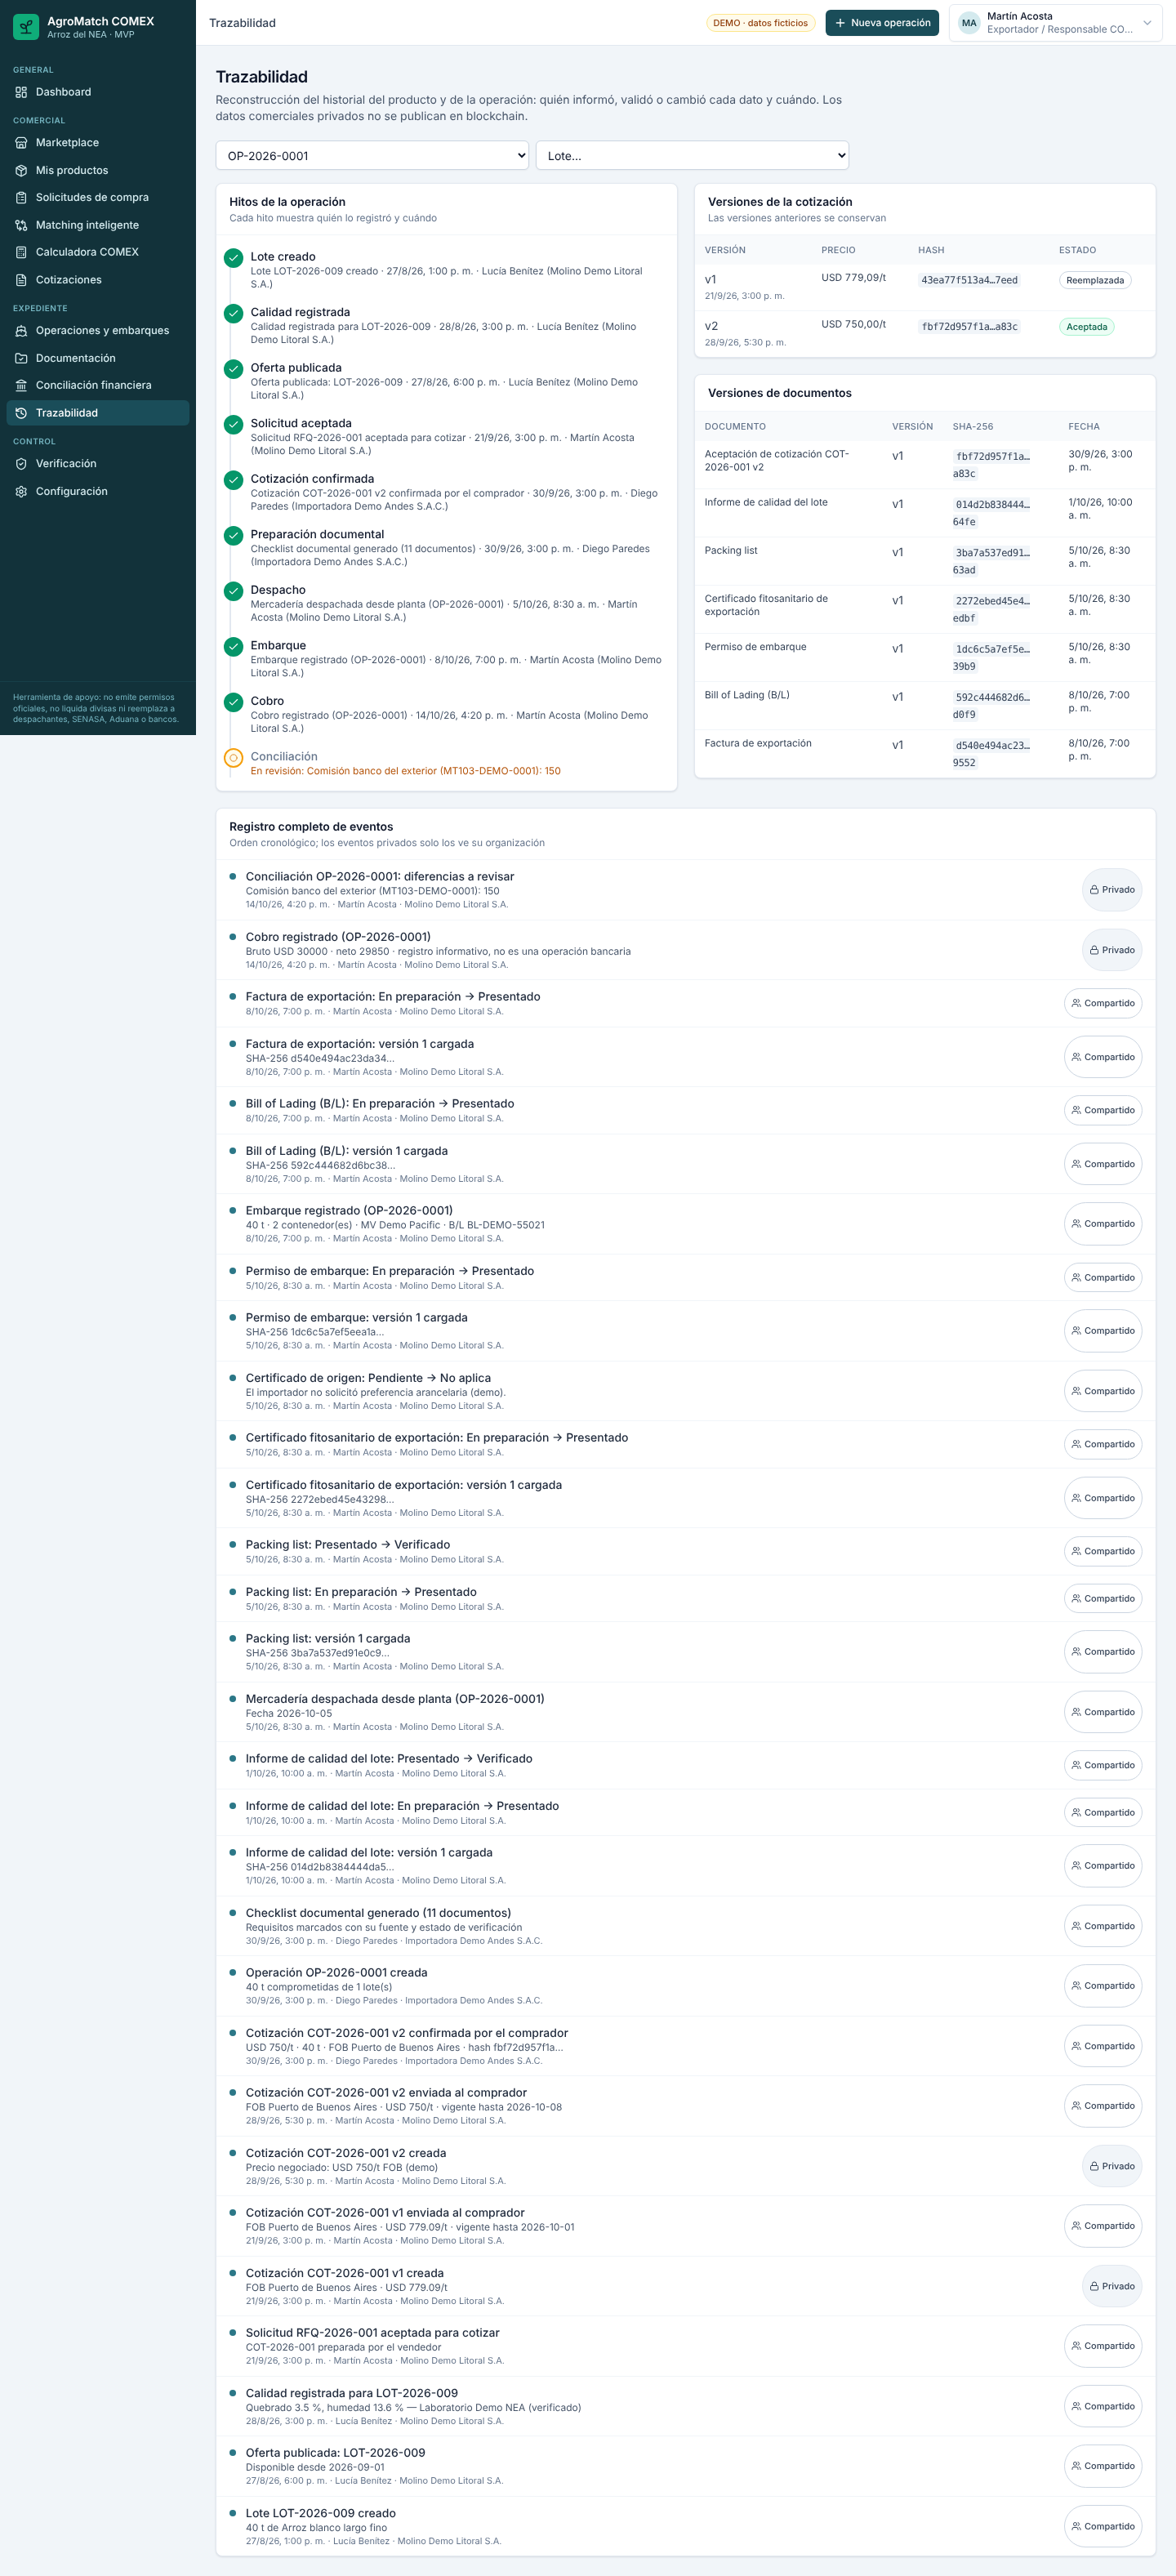 AgroMatch COMEX
Arroz del NEA · MVP
GENERAL
Dashboard
COMERCIAL
Marketplace
Mis productos
Solicitudes de compra
Matching inteligente
Calculadora COMEX
Cotizaciones
EXPEDIENTE
Operaciones y embarques
Documentación
Conciliación financiera
Trazabilidad
CONTROL
Verificación
Configuración
Herramienta de apoyo: no emite permisos
oficiales, no liquida divisas ni reemplaza a
despachantes, SENASA, Aduana o bancos.
Trazabilidad
DEMO · datos ficticios
Nueva operación
MA
Martín Acosta
Exportador / Responsable CO...
Trazabilidad
Reconstrucción del historial del producto y de la operación: quién informó, validó o cambió cada dato y cuándo. Los
datos comerciales privados no se publican en blockchain.
OP-2026-0001
Lote...
Hitos de la operación
Cada hito muestra quién lo registró y cuándo
Lote creado
Lote LOT-2026-009 creado · 27/8/26, 1:00 p. m. · Lucía Benítez (Molino Demo Litoral
S.A.)
Calidad registrada
Calidad registrada para LOT-2026-009 · 28/8/26, 3:00 p. m. · Lucía Benítez (Molino
Demo Litoral S.A.)
Oferta publicada
Oferta publicada: LOT-2026-009 · 27/8/26, 6:00 p. m. · Lucía Benítez (Molino Demo
Litoral S.A.)
Solicitud aceptada
Solicitud RFQ-2026-001 aceptada para cotizar · 21/9/26, 3:00 p. m. · Martín Acosta
(Molino Demo Litoral S.A.)
Cotización confirmada
Cotización COT-2026-001 v2 confirmada por el comprador · 30/9/26, 3:00 p. m. · Diego
Paredes (Importadora Demo Andes S.A.C.)
Preparación documental
Checklist documental generado (11 documentos) · 30/9/26, 3:00 p. m. · Diego Paredes
(Importadora Demo Andes S.A.C.)
Despacho
Mercadería despachada desde planta (OP-2026-0001) · 5/10/26, 8:30 a. m. · Martín
Acosta (Molino Demo Litoral S.A.)
Embarque
Embarque registrado (OP-2026-0001) · 8/10/26, 7:00 p. m. · Martín Acosta (Molino Demo
Litoral S.A.)
Cobro
Cobro registrado (OP-2026-0001) · 14/10/26, 4:20 p. m. · Martín Acosta (Molino Demo
Litoral S.A.)
Conciliación
En revisión: Comisión banco del exterior (MT103-DEMO-0001): 150
Versiones de la cotización
Las versiones anteriores se conservan
VERSIÓN PRECIO HASH ESTADO
v1 USD 779,09/t 43ea77f513a4…7eed Reemplazada
21/9/26, 3:00 p. m.
v2 USD 750,00/t fbf72d957f1a…a83c Aceptada
28/9/26, 5:30 p. m.
Versiones de documentos
DOCUMENTO VERSIÓN SHA-256 FECHA
Aceptación de cotización COT- v1 fbf72d957f1a… 30/9/26, 3:00
2026-001 v2 a83c p. m.
Informe de calidad del lote v1 014d2b838444… 1/10/26, 10:00
64fe a. m.
Packing list v1 3ba7a537ed91… 5/10/26, 8:30
63ad a. m.
Certificado fitosanitario de v1 2272ebed45e4… 5/10/26, 8:30
exportación edbf a. m.
Permiso de embarque v1 1dc6c5a7ef5e… 5/10/26, 8:30
39b9 a. m.
Bill of Lading (B/L) v1 592c444682d6… 8/10/26, 7:00
d0f9 p. m.
Factura de exportación v1 d540e494ac23… 8/10/26, 7:00
9552 p. m.
Registro completo de eventos
Orden cronológico; los eventos privados solo los ve su organización
Conciliación OP-2026-0001: diferencias a revisar
Comisión banco del exterior (MT103-DEMO-0001): 150
14/10/26, 4:20 p. m. · Martín Acosta · Molino Demo Litoral S.A.
Privado
Cobro registrado (OP-2026-0001)
Bruto USD 30000 · neto 29850 · registro informativo, no es una operación bancaria
14/10/26, 4:20 p. m. · Martín Acosta · Molino Demo Litoral S.A.
Privado
Factura de exportación: En preparación → Presentado
8/10/26, 7:00 p. m. · Martín Acosta · Molino Demo Litoral S.A.
Compartido
Factura de exportación: versión 1 cargada
SHA-256 d540e494ac23da34…
8/10/26, 7:00 p. m. · Martín Acosta · Molino Demo Litoral S.A.
Compartido
Bill of Lading (B/L): En preparación → Presentado
8/10/26, 7:00 p. m. · Martín Acosta · Molino Demo Litoral S.A.
Compartido
Bill of Lading (B/L): versión 1 cargada
SHA-256 592c444682d6bc38…
8/10/26, 7:00 p. m. · Martín Acosta · Molino Demo Litoral S.A.
Compartido
Embarque registrado (OP-2026-0001)
40 t · 2 contenedor(es) · MV Demo Pacific · B/L BL-DEMO-55021
8/10/26, 7:00 p. m. · Martín Acosta · Molino Demo Litoral S.A.
Compartido
Permiso de embarque: En preparación → Presentado
5/10/26, 8:30 a. m. · Martín Acosta · Molino Demo Litoral S.A.
Compartido
Permiso de embarque: versión 1 cargada
SHA-256 1dc6c5a7ef5eea1a…
5/10/26, 8:30 a. m. · Martín Acosta · Molino Demo Litoral S.A.
Compartido
Certificado de origen: Pendiente → No aplica
El importador no solicitó preferencia arancelaria (demo).
5/10/26, 8:30 a. m. · Martín Acosta · Molino Demo Litoral S.A.
Compartido
Certificado fitosanitario de exportación: En preparación → Presentado
5/10/26, 8:30 a. m. · Martín Acosta · Molino Demo Litoral S.A.
Compartido
Certificado fitosanitario de exportación: versión 1 cargada
SHA-256 2272ebed45e43298…
5/10/26, 8:30 a. m. · Martín Acosta · Molino Demo Litoral S.A.
Compartido
Packing list: Presentado → Verificado
5/10/26, 8:30 a. m. · Martín Acosta · Molino Demo Litoral S.A.
Compartido
Packing list: En preparación → Presentado
5/10/26, 8:30 a. m. · Martín Acosta · Molino Demo Litoral S.A.
Compartido
Packing list: versión 1 cargada
SHA-256 3ba7a537ed91e0c9…
5/10/26, 8:30 a. m. · Martín Acosta · Molino Demo Litoral S.A.
Compartido
Mercadería despachada desde planta (OP-2026-0001)
Fecha 2026-10-05
5/10/26, 8:30 a. m. · Martín Acosta · Molino Demo Litoral S.A.
Compartido
Informe de calidad del lote: Presentado → Verificado
1/10/26, 10:00 a. m. · Martín Acosta · Molino Demo Litoral S.A.
Compartido
Informe de calidad del lote: En preparación → Presentado
1/10/26, 10:00 a. m. · Martín Acosta · Molino Demo Litoral S.A.
Compartido
Informe de calidad del lote: versión 1 cargada
SHA-256 014d2b8384444da5…
1/10/26, 10:00 a. m. · Martín Acosta · Molino Demo Litoral S.A.
Compartido
Checklist documental generado (11 documentos)
Requisitos marcados con su fuente y estado de verificación
30/9/26, 3:00 p. m. · Diego Paredes · Importadora Demo Andes S.A.C.
Compartido
Operación OP-2026-0001 creada
40 t comprometidas de 1 lote(s)
30/9/26, 3:00 p. m. · Diego Paredes · Importadora Demo Andes S.A.C.
Compartido
Cotización COT-2026-001 v2 confirmada por el comprador
USD 750/t · 40 t · FOB Puerto de Buenos Aires · hash fbf72d957f1a…
30/9/26, 3:00 p. m. · Diego Paredes · Importadora Demo Andes S.A.C.
Compartido
Cotización COT-2026-001 v2 enviada al comprador
FOB Puerto de Buenos Aires · USD 750/t · vigente hasta 2026-10-08
28/9/26, 5:30 p. m. · Martín Acosta · Molino Demo Litoral S.A.
Compartido
Cotización COT-2026-001 v2 creada
Precio negociado: USD 750/t FOB (demo)
28/9/26, 5:30 p. m. · Martín Acosta · Molino Demo Litoral S.A.
Privado
Cotización COT-2026-001 v1 enviada al comprador
FOB Puerto de Buenos Aires · USD 779.09/t · vigente hasta 2026-10-01
21/9/26, 3:00 p. m. · Martín Acosta · Molino Demo Litoral S.A.
Compartido
Cotización COT-2026-001 v1 creada
FOB Puerto de Buenos Aires · USD 779.09/t
21/9/26, 3:00 p. m. · Martín Acosta · Molino Demo Litoral S.A.
Privado
Solicitud RFQ-2026-001 aceptada para cotizar
COT-2026-001 preparada por el vendedor
21/9/26, 3:00 p. m. · Martín Acosta · Molino Demo Litoral S.A.
Compartido
Calidad registrada para LOT-2026-009
Quebrado 3.5 %, humedad 13.6 % — Laboratorio Demo NEA (verificado)
28/8/26, 3:00 p. m. · Lucía Benítez · Molino Demo Litoral S.A.
Compartido
Oferta publicada: LOT-2026-009
Disponible desde 2026-09-01
27/8/26, 6:00 p. m. · Lucía Benítez · Molino Demo Litoral S.A.
Compartido
Lote LOT-2026-009 creado
40 t de Arroz blanco largo fino
27/8/26, 1:00 p. m. · Lucía Benítez · Molino Demo Litoral S.A.
Compartido